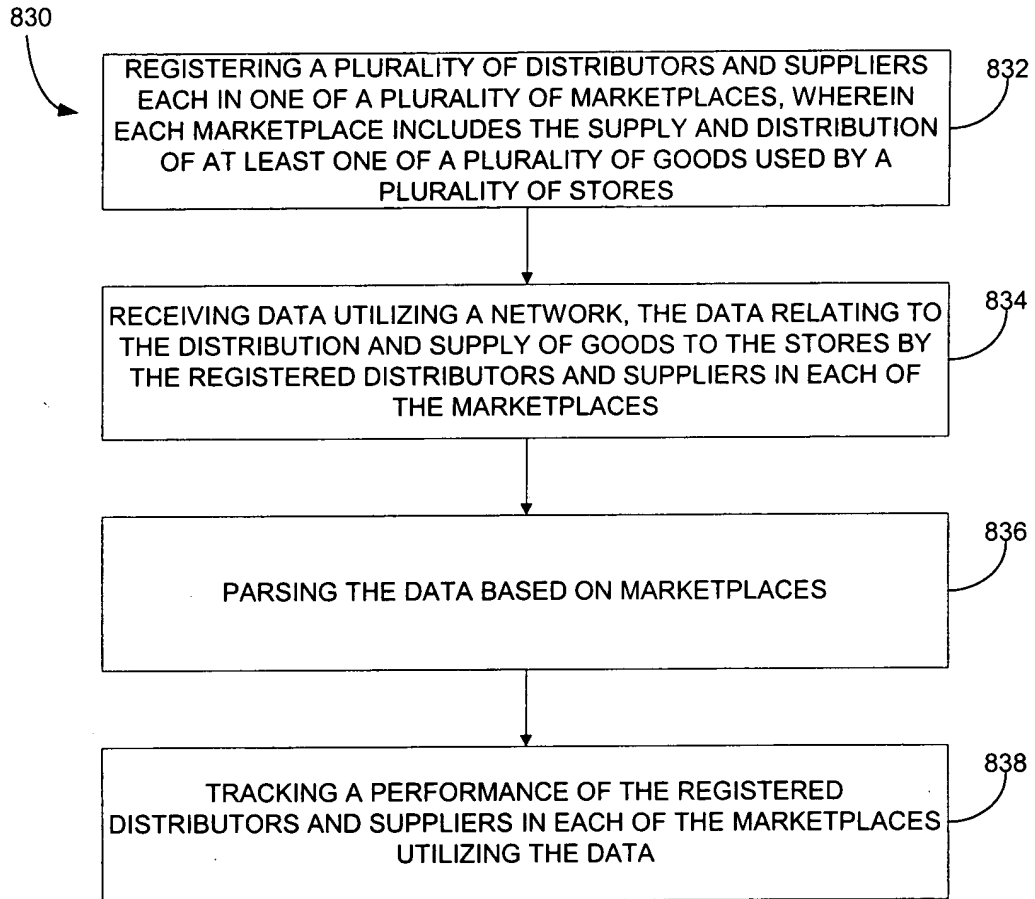 830
REGISTERING A PLURALITY OF DISTRIBUTORS AND SUPPLIERS
EACH IN ONE OF A PLURALITY OF MARKETPLACES, WHEREIN
EACH MARKETPLACE INCLUDES THE SUPPLY AND DISTRIBUTION
OF AT LEAST ONE OF A PLURALITY OF GOODS USED BY A
PLURALITY OF STORES
832
RECEIVING DATA UTILIZING A NETWORK, THE DATA RELATING TO
THE DISTRIBUTION AND SUPPLY OF GOODS TO THE STORES BY
THE REGISTERED DISTRIBUTORS AND SUPPLIERS IN EACH OF
THE MARKETPLACES
834
PARSING THE DATA BASED ON MARKETPLACES
836
TRACKING A PERFORMANCE OF THE REGISTERED
DISTRIBUTORS AND SUPPLIERS IN EACH OF THE MARKETPLACES
UTILIZING THE DATA
838